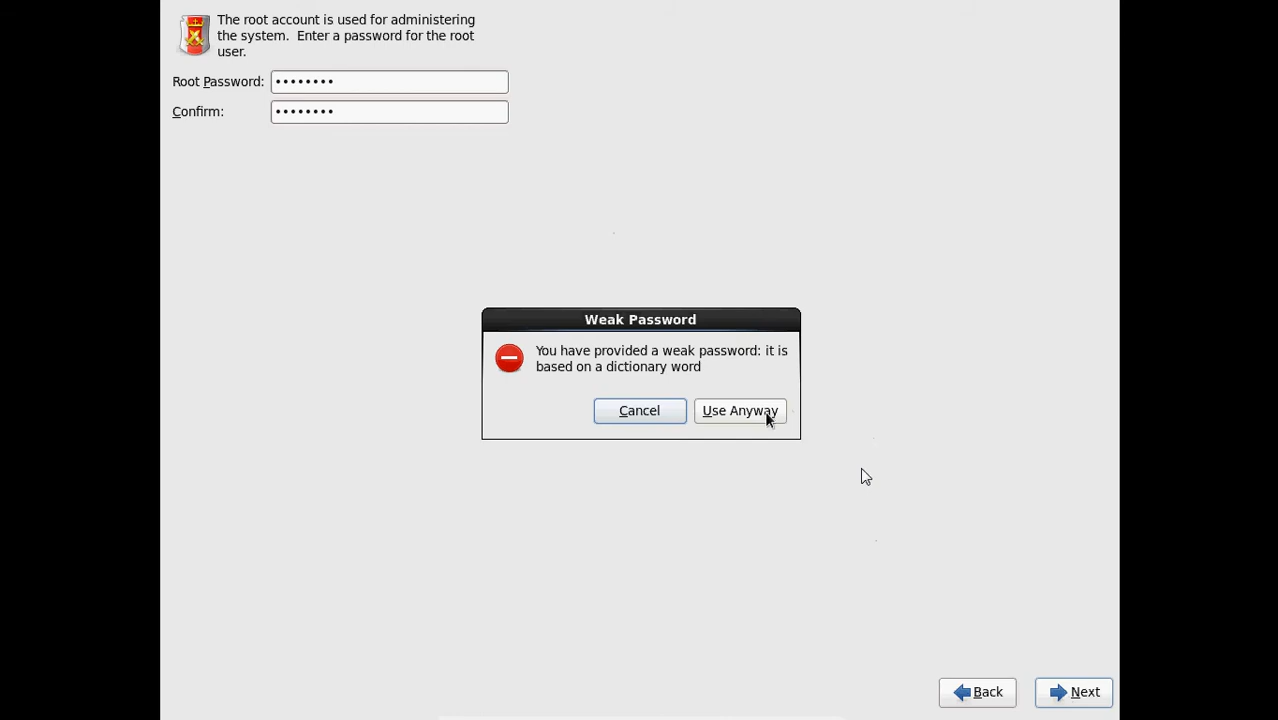 The root account is used for administering
the system.  Enter a password for the root
user.
Root Password: ••••••••
Confirm: ••••••••
Weak Password
You have provided a weak password: it is
based on a dictionary word
Cancel Use Anyway
Back Next